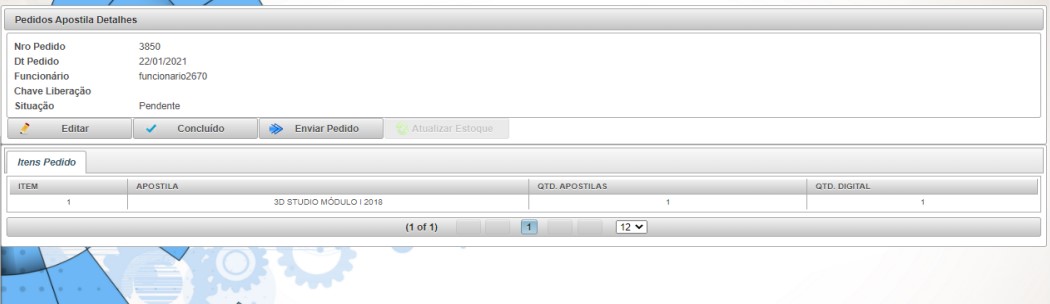 Pedidos Apostila Detalhes
Nro Pedido 3850
Dt Pedido 22/01/2021
Funcionário funcionario2670
Chave Liberação
Situação Pendente
Editar Concluído Enviar Pedido Atualizar Estoque
Itens Pedido
ITEM APOSTILA QTD. APOSTILAS QTD. DIGITAL
1 3D STUDIO MÓDULO I 2018 1 1
(1 of 1) 1 12